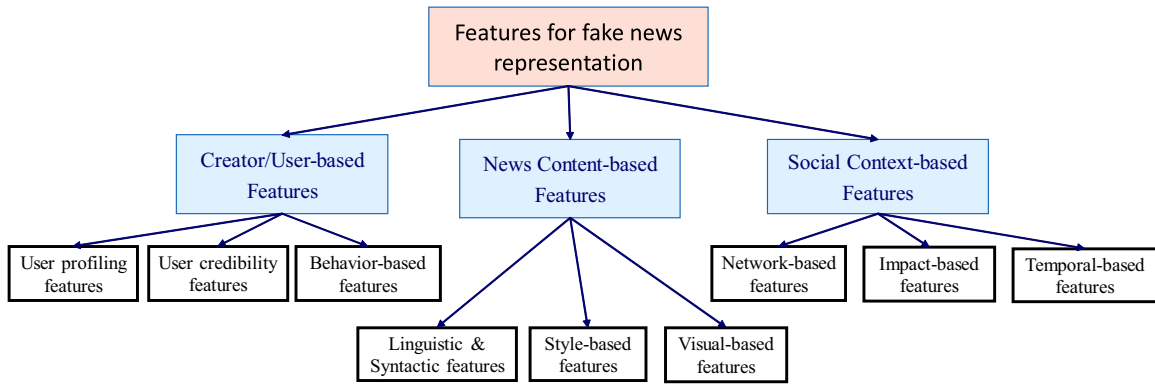 Features for fake news
representation
Creator/User-based
Features
News Content-based
Features
Social Context-based
Features
User profiling
features
User credibility
features
Behavior-based
features
Network-based
features
Impact-based
features
Temporal-based
features
Linguistic &
Syntactic features
Style-based
features
Visual-based
features